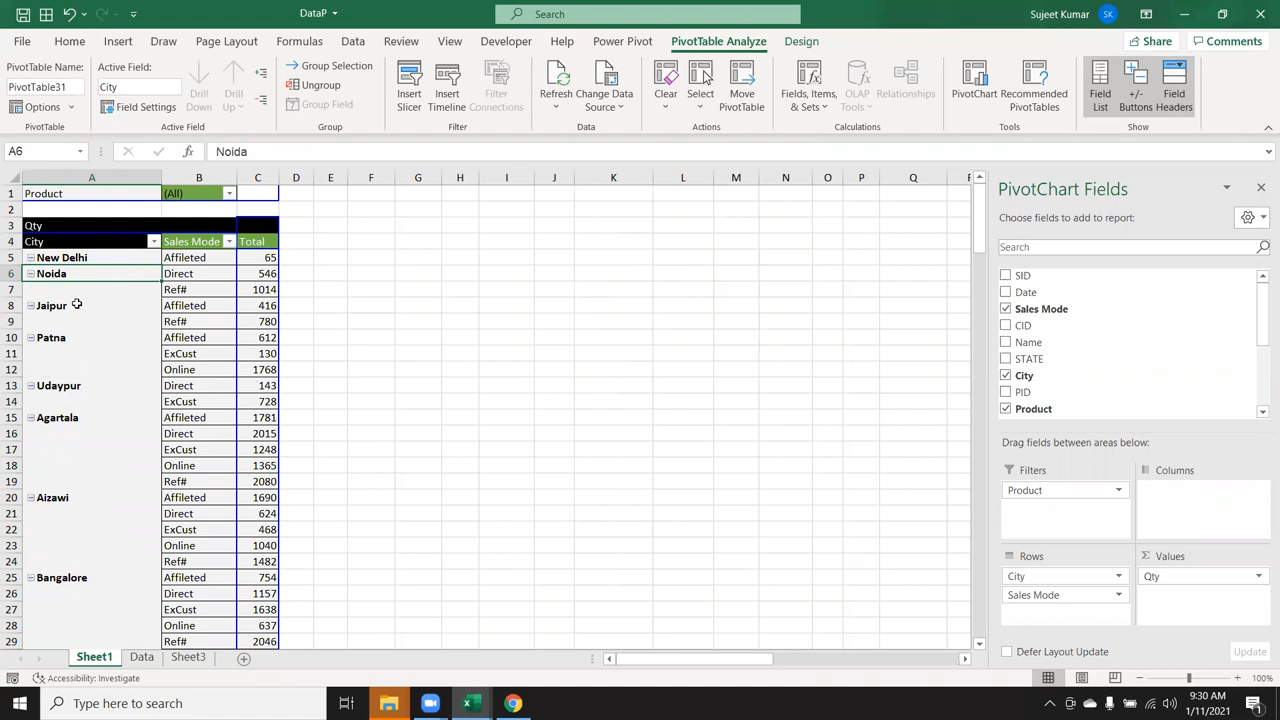 DataP
Search
Sujeet Kumar
SK
File
Home
Insert
Draw
Page Layout
Formulas
Data
Review
View
Developer
Help
Power Pivot
PivotTable Analyze
Design
Share
Comments
PivotTable Name:
PivotTable31
Options
PivotTable
Active Field:
City
Field Settings
Drill Down
Drill Up
Active Field
Group Selection
Ungroup
Group Field
Group
Insert Slicer
Insert Timeline
Filter Connections
Filter
Refresh
Change Data Source
Data
Clear
Select
Move PivotTable
Actions
Fields, Items, & Sets
OLAP Tools
Relationships
Calculations
PivotChart
Recommended PivotTables
Tools
Field List
+/- Buttons
Field Headers
Show
A6
fx
Noida
A B C D E F G H I J K L M N O P Q
1 Product (All)
2
3 Qty
4 City Sales Mode Total
5 New Delhi Affileted 65
6 Noida Direct 546
7 Ref# 1014
8 Jaipur Affileted 416
9 Ref# 780
10 Patna Affileted 612
11 ExCust 130
12 Online 1768
13 Udaypur Direct 143
14 ExCust 728
15 Agartala Affileted 1781
16 Direct 2015
17 ExCust 1248
18 Online 1365
19 Ref# 2080
20 Aizawi Affileted 1690
21 Direct 624
22 ExCust 468
23 Online 1040
24 Ref# 1482
25 Bangalore Affileted 754
26 Direct 1157
27 ExCust 1638
28 Online 637
29 Ref# 2046
PivotChart Fields
Choose fields to add to report:
Search
SID
Date
Sales Mode
CID
Name
STATE
City
PID
Product
Drag fields between areas below:
Filters
Columns
Product
Rows
Values
City
Qty
Sales Mode
Defer Layout Update
Update
Sheet1
Data
Sheet3
Accessibility: Investigate
100%
Type here to search
9:30 AM
1/11/2021